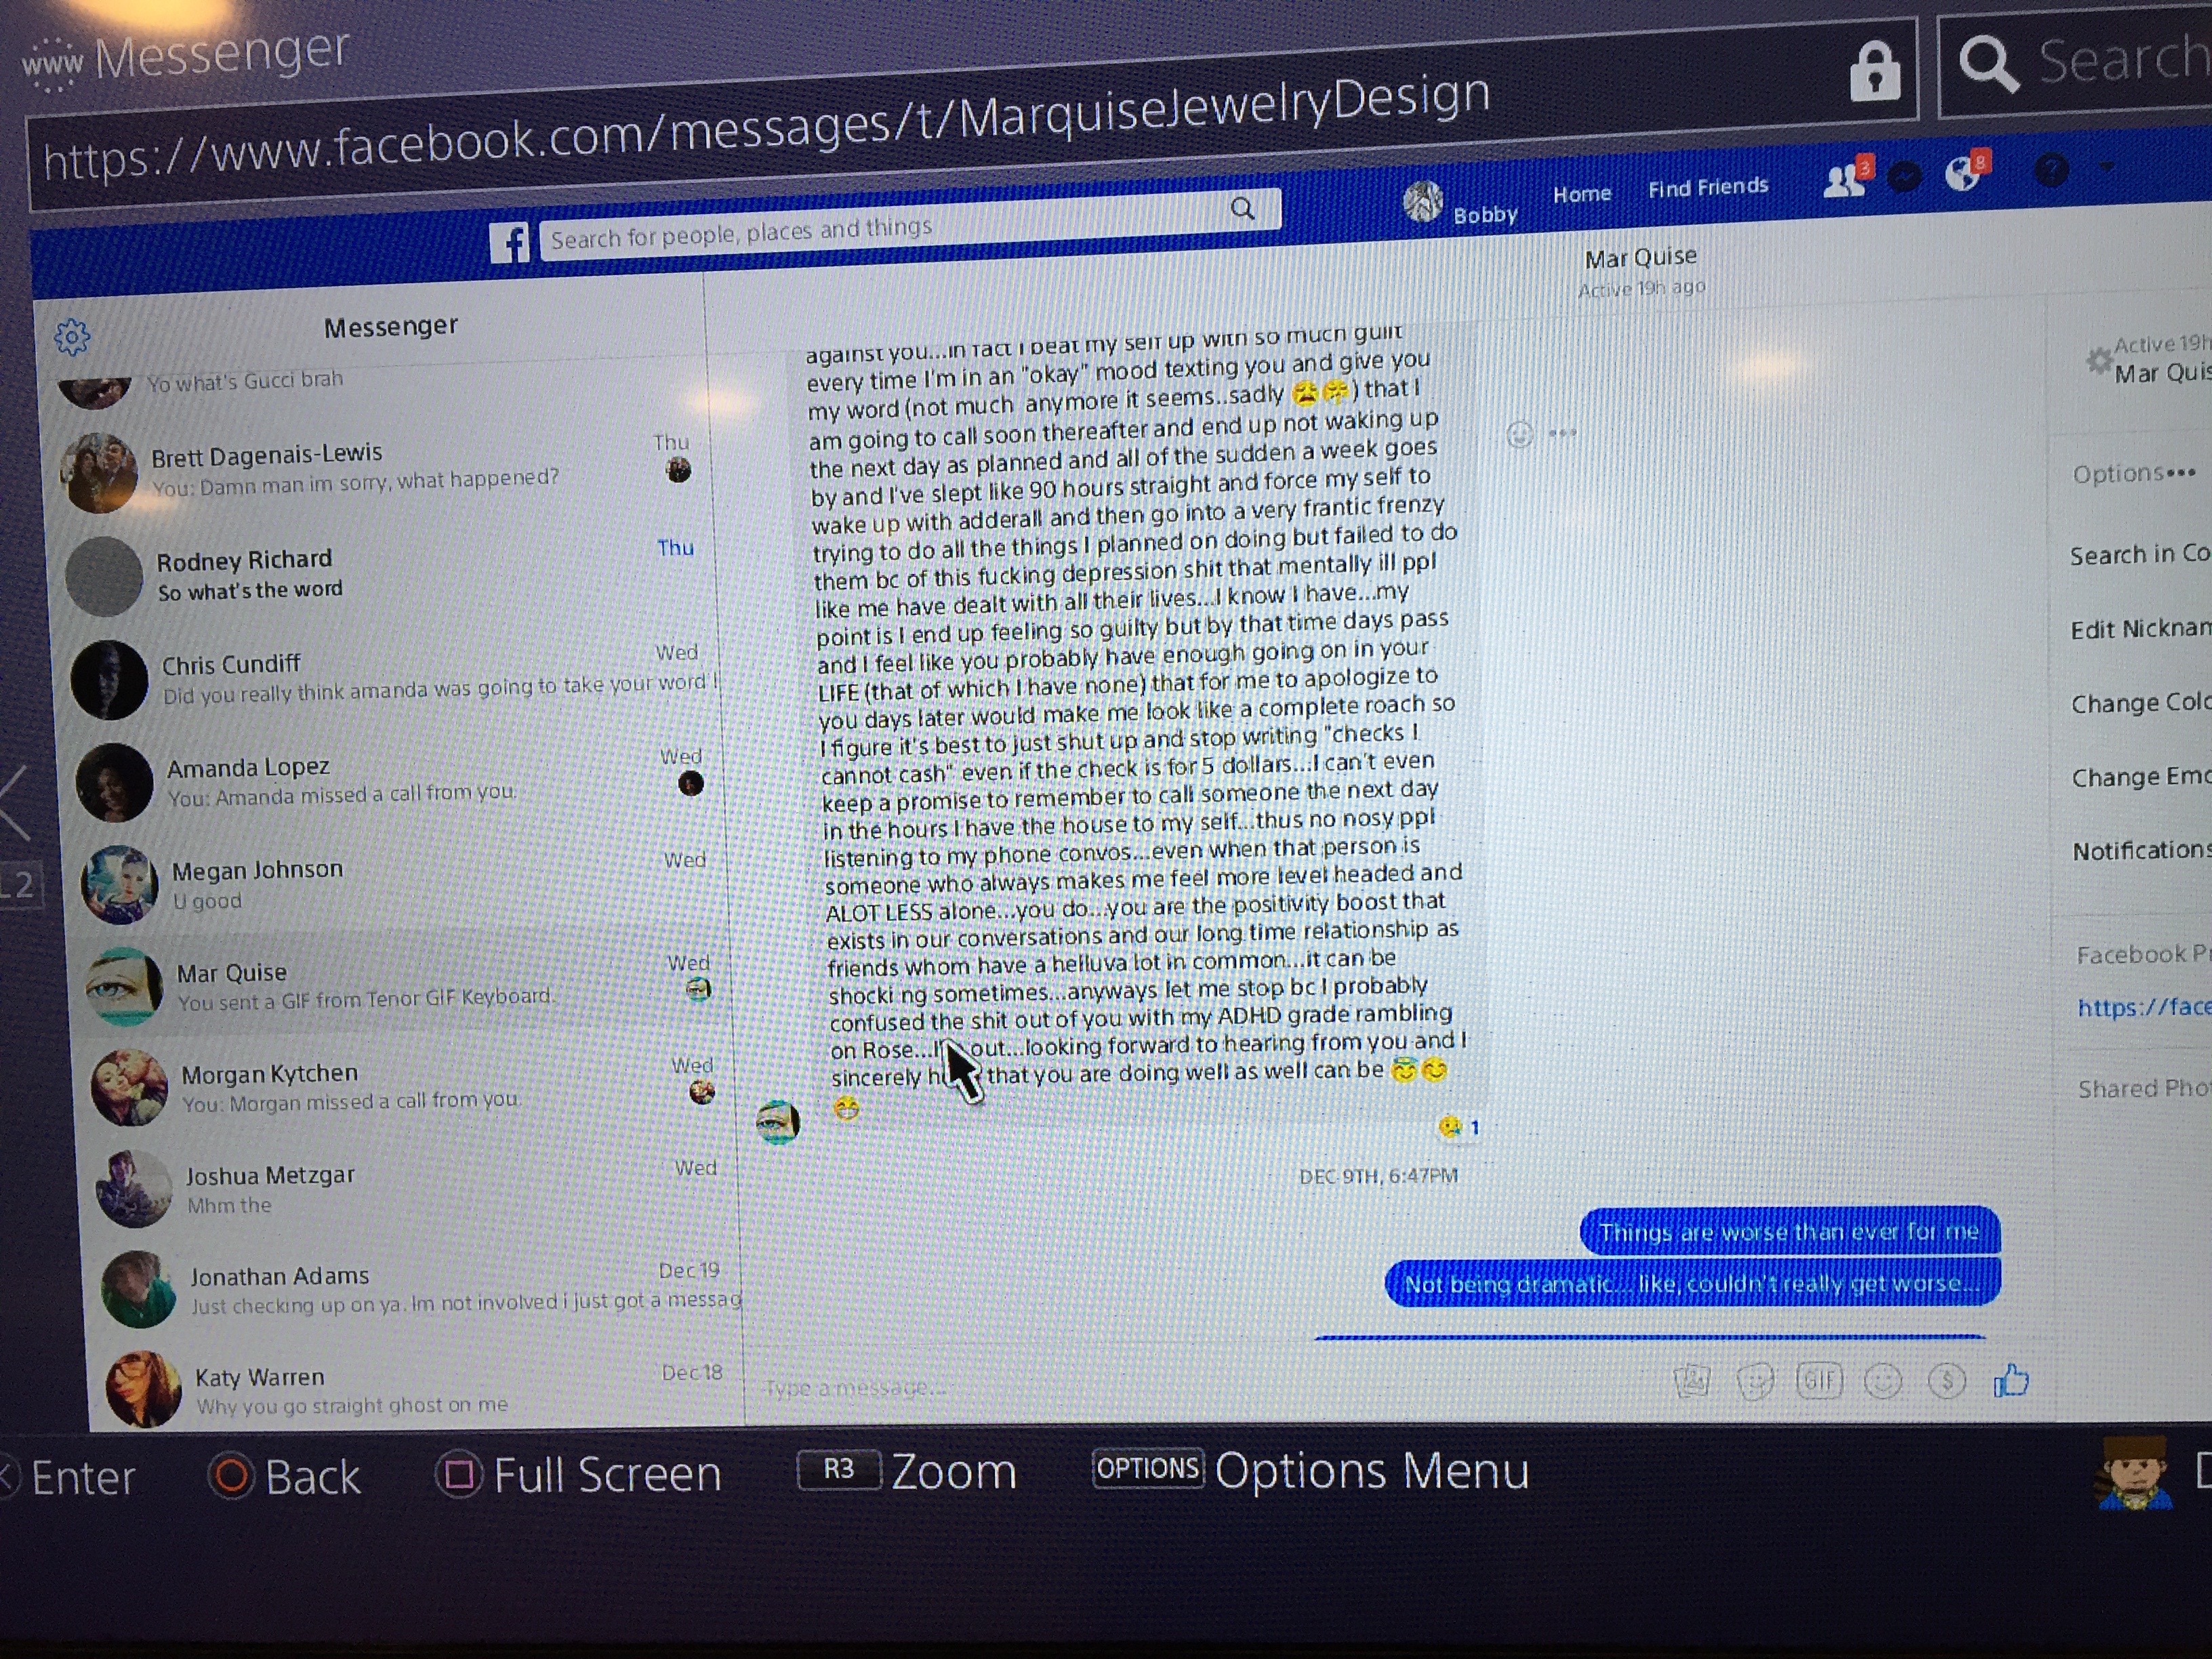 www Messenger
https://www.facebook.com/messages/t/MarquiseJewelryDesign
Search
f
Search for people, places and things
Bobby
Home
Find Friends
3
8
?
Mar Quise
Active 19h ago
Messenger
Yo what's Gucci brah
Brett Dagenais-Lewis
Thu
You: Damn man im sorry, what happened?
Rodney Richard
Thu
So what's the word
Chris Cundiff
Wed
Did you really think amanda was going to take your word
Amanda Lopez
Wed
You: Amanda missed a call from you.
Megan Johnson
Wed
U good
Mar Quise
Wed
You sent a GIF from Tenor GIF Keyboard.
Morgan Kytchen
Wed
You: Morgan missed a call from you.
Joshua Metzgar
Wed
Mhm the
Jonathan Adams
Dec 19
Just checking up on ya. Im not involved i just got a messag
Katy Warren
Dec 18
Why you go straight ghost on me
against you...in fact I beat my self up with so much guilt
every time I'm in an "okay" mood texting you and give you
my word (not much anymore it seems..sadly 😭😤) that I
am going to call soon thereafter and end up not waking up
the next day as planned and all of the sudden a week goes
by and I've slept like 90 hours straight and force my self to
wake up with adderall and then go into a very frantic frenzy
trying to do all the things I planned on doing but failed to do
them bc of this fucking depression shit that mentally ill ppl
like me have dealt with all their lives...I know I have...my
point is I end up feeling so guilty but by that time days pass
and I feel like you probably have enough going on in your
LIFE (that of which I have none) that for me to apologize to
you days later would make me look like a complete roach so
I figure it's best to just shut up and stop writing "checks I
cannot cash" even if the check is for 5 dollars...I can't even
keep a promise to remember to call someone the next day
in the hours I have the house to my self...thus no nosy ppl
listening to my phone convos...even when that person is
someone who always makes me feel more level headed and
ALOT LESS alone...you do...you are the positivity boost that
exists in our conversations and our long time relationship as
friends whom have a helluva lot in common...it can be
shocki ng sometimes...anyways let me stop bc I probably
confused the shit out of you with my ADHD grade rambling
on Rose... out...looking forward to hearing from you and I
sincerely that you are doing well as well can be 😇😊
😁
1
DEC 9TH, 6:47PM
Things are worse than ever for me
Not being dramatic... like, couldn't really get worse...
Type a message...
GIF
$
Active 19h
Mar Quis
Options•••
Search in Co
Edit Nicknam
Change Colo
Change Emo
Notifications
Facebook Pr
https://face
Shared Pho
L2
Enter
Back
Full Screen
R3 Zoom
OPTIONS Options Menu